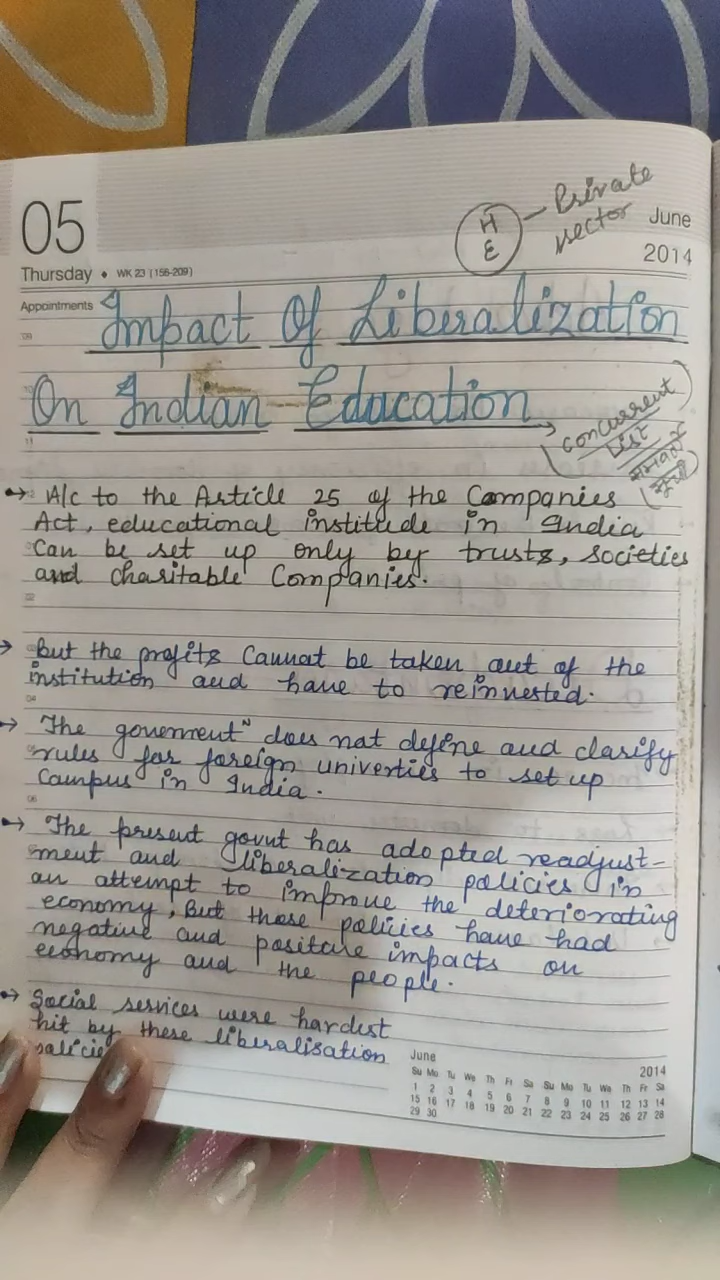 05
Thursday ♦ WK 23 (156-209)
June
2014
H
E
- Private
sector
Appointments
Impact Of Liberalization
On Indian Education
concurrent
List
→ A/c to the Article 25 of the Companies
Act, educational institude in India
Can be set up only by trusts, societies
and charitable Companies.
→ But the profits Cannot be taken out of the
institution and have to reinvested.
→ The government does not define and clarify
rules for foreign univerties to set up
Campus in India.
→ The present govnt has adopted readjust-
ment and liberalization policies in
an attempt to improve the deteriorating
economy, But these policies have had
negative and positive impacts on
economy and the people.
→ Social services were hardest
hit by these liberalisation
policie
June
2014
Su Mo Tu We Th Fr Sa Su Mo Tu We Th Fr Sa
1 2 3 4 5 6 7 8 9 10 11 12 13 14
15 16 17 18 19 20 21 22 23 24 25 26 27 28
29 30